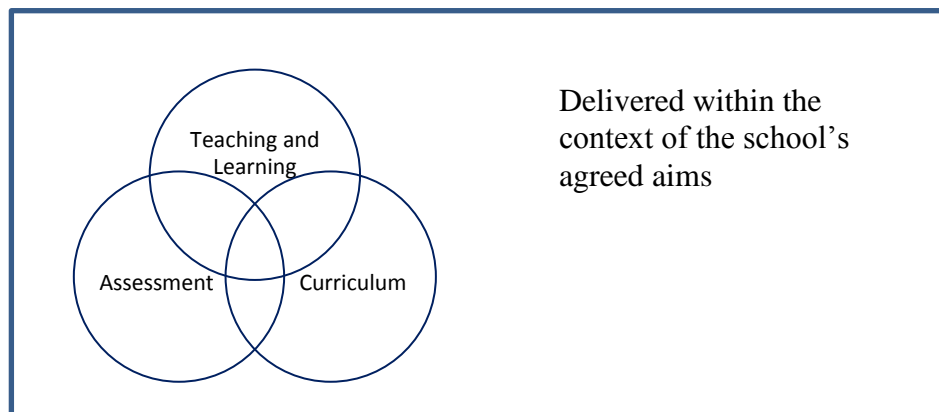 Teaching and
Learning
Assessment
Curriculum
Delivered within the
context of the school’s
agreed aims